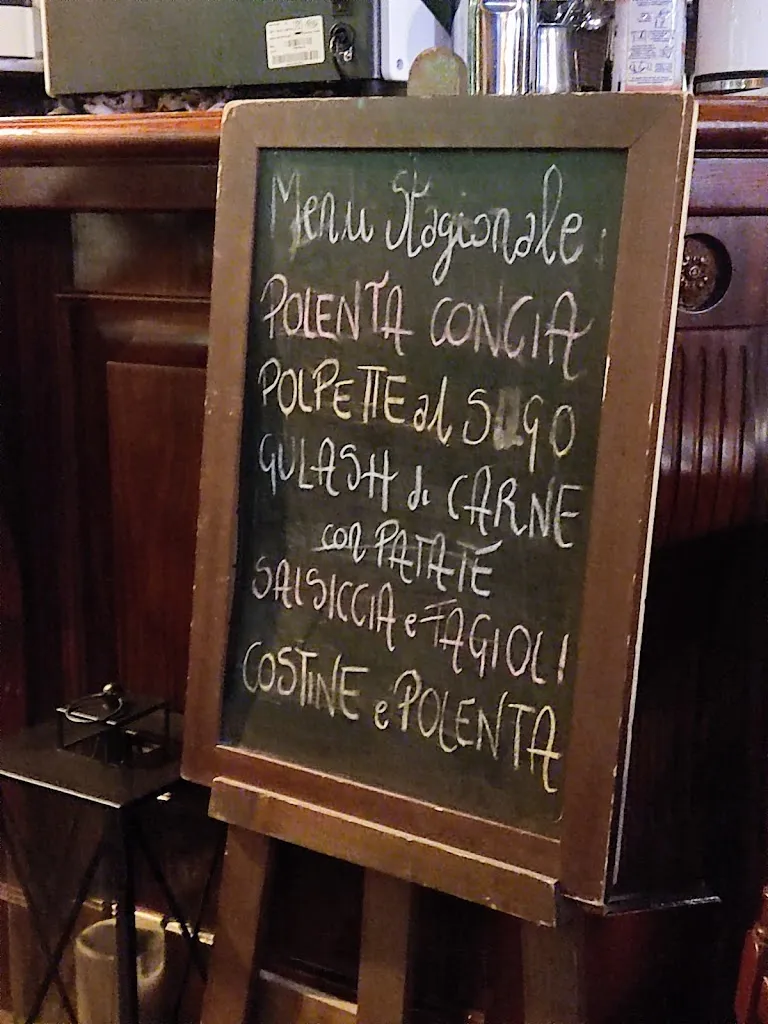 Menu Stagionale
POLENTA CONCIA
POLPETTE al SUGO
GULASH di CARNE
con PATATE
SALSICCIA e FAGIOLI
COSTINE e POLENTA